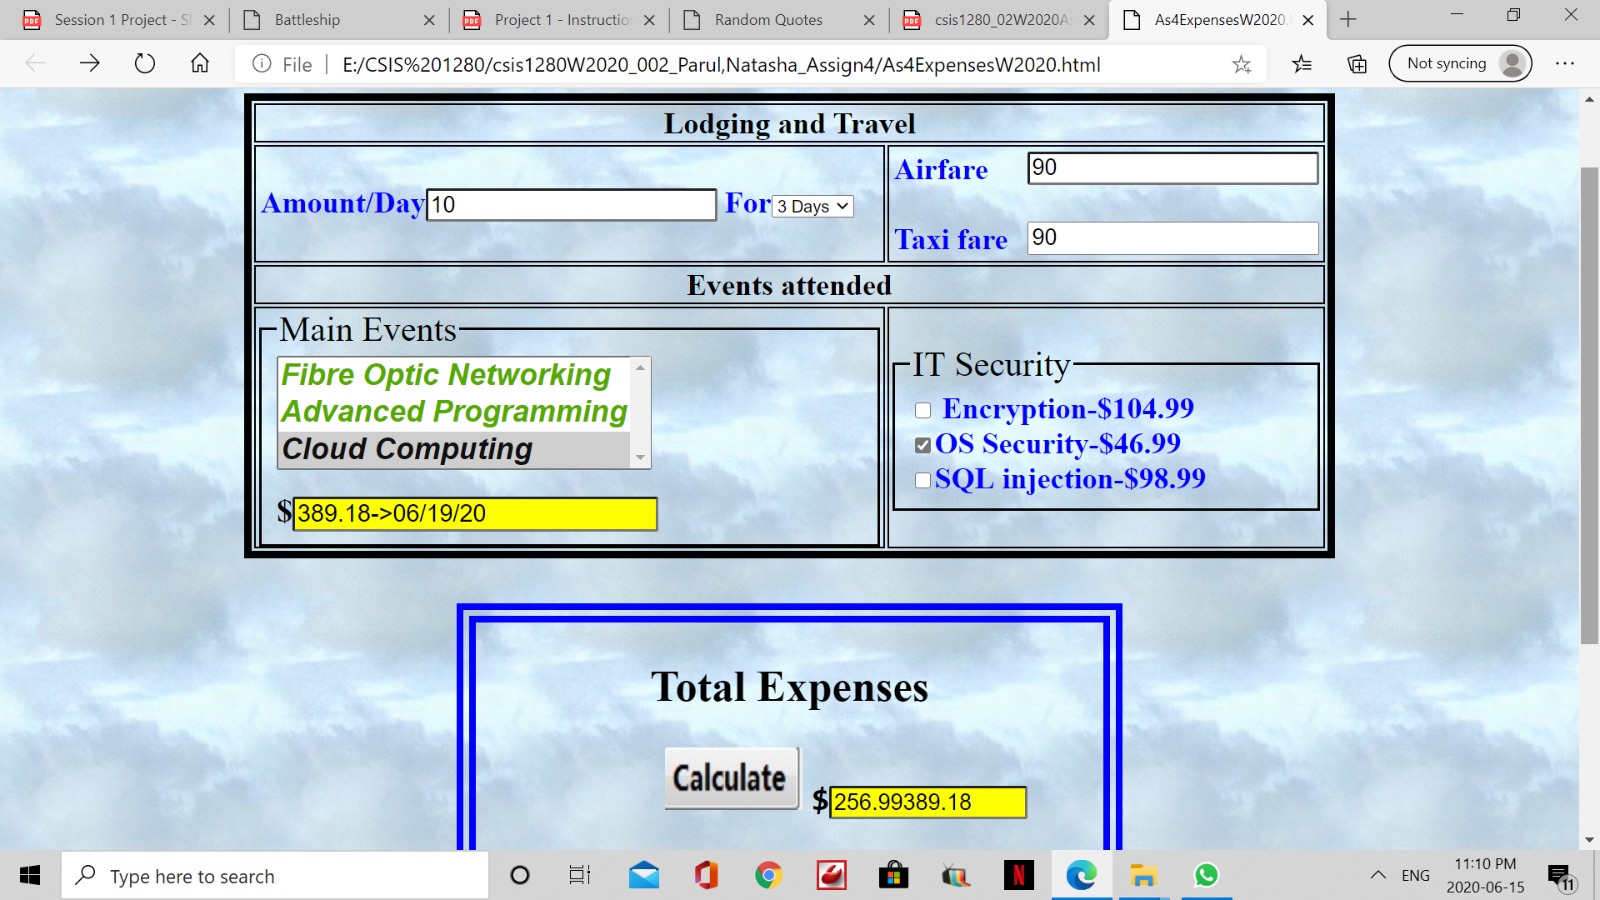 Session 1 Project - S
Battleship
Project 1 - Instructio
Random Quotes
csis1280_02W2020A
As4ExpensesW2020.
File
E:/CSIS%201280/csis1280W2020_002_Parul,Natasha_Assign4/As4ExpensesW2020.html
Not syncing
Lodging and Travel
Amount/Day 10 For 3 Days
Airfare 90
Taxi fare 90
Events attended
Main Events
Fibre Optic Networking
Advanced Programming
Cloud Computing
$ 389.18->06/19/20
IT Security
Encryption-$104.99
OS Security-$46.99
SQL injection-$98.99
Total Expenses
Calculate $ 256.99389.18
Type here to search
ENG
11:10 PM
2020-06-15
11